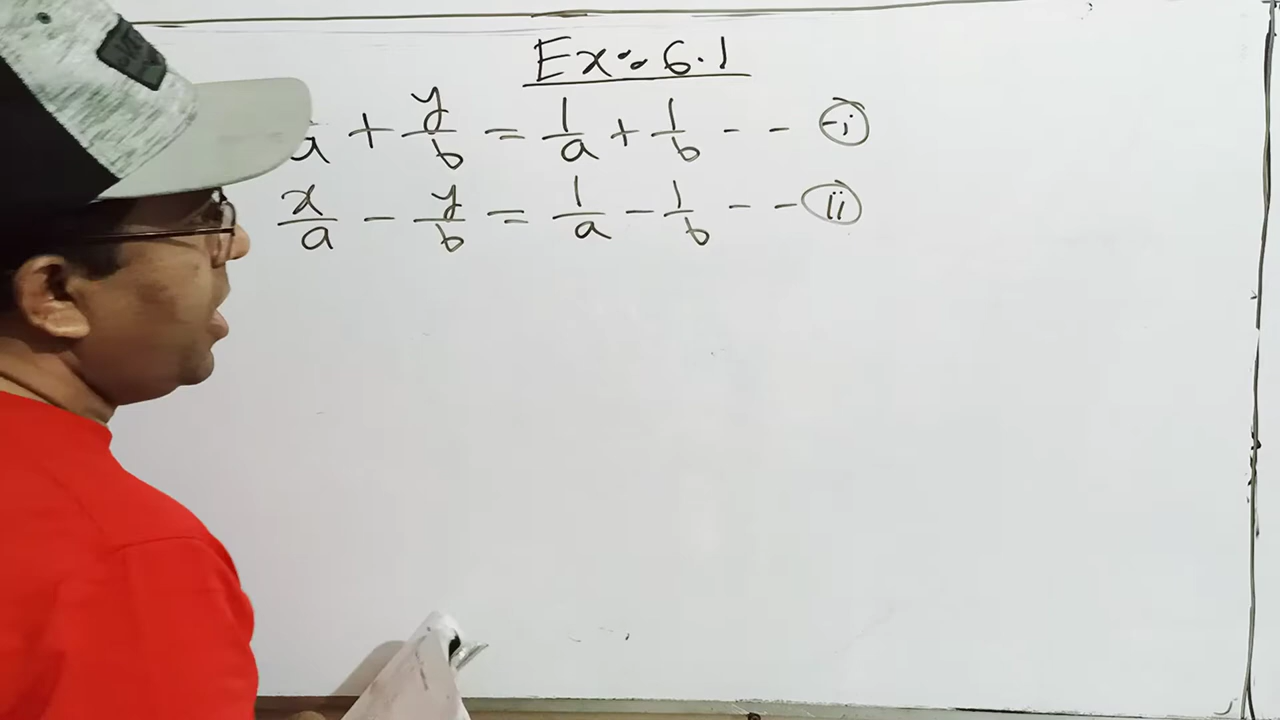 Ex:- 6.1
a + y/b = 1/a + 1/b - - (i)
x/a - y/b = 1/a - 1/b - - (ii)